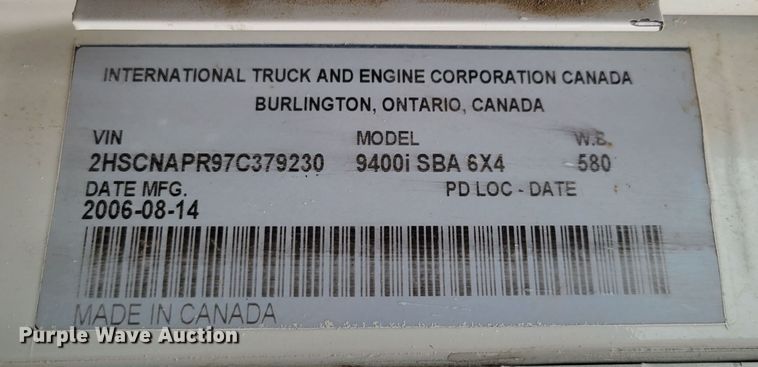 INTERNATIONAL TRUCK AND ENGINE CORPORATION CANADA
BURLINGTON, ONTARIO, CANADA
VIN MODEL W.B.
2HSCNAPR97C379230 9400i SBA 6X4 580
DATE MFG. PD LOC - DATE
2006-08-14
MADE IN CANADA
Purple Wave Auction